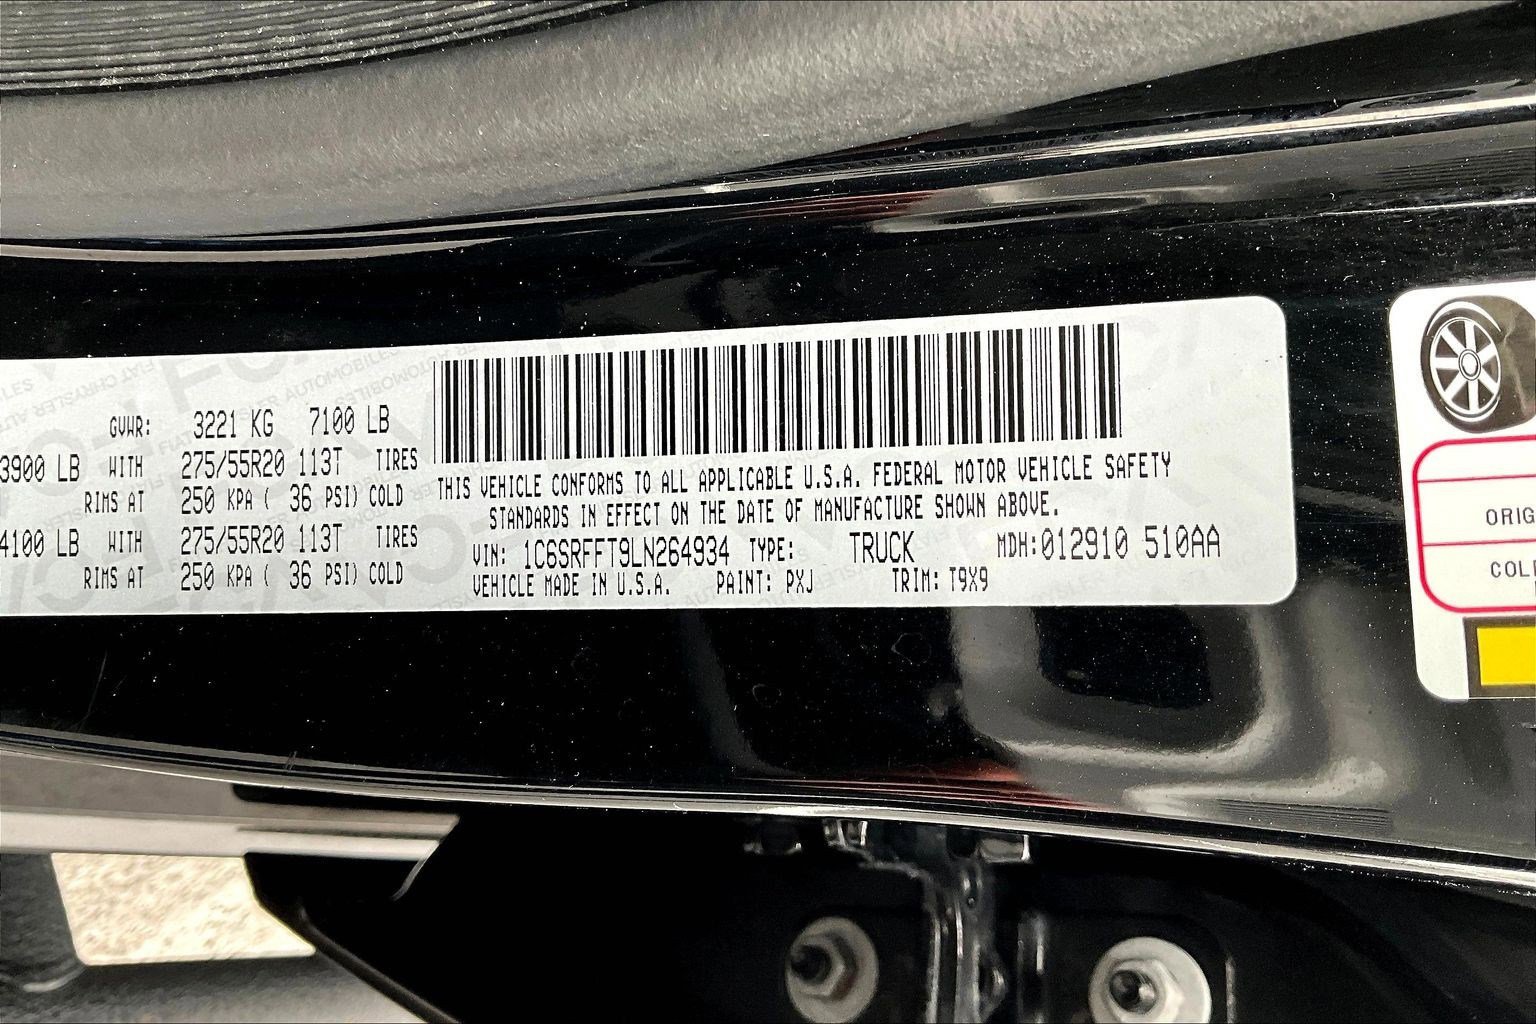 GVWR: 3221 KG 7100 LB
3900 LB WITH 275/55R20 113T TIRES
RIMS AT 250 KPA ( 36 PSI) COLD
4100 LB WITH 275/55R20 113T TIRES
RIMS AT 250 KPA ( 36 PSI) COLD
THIS VEHICLE CONFORMS TO ALL APPLICABLE U.S.A. FEDERAL MOTOR VEHICLE SAFETY
STANDARDS IN EFFECT ON THE DATE OF MANUFACTURE SHOWN ABOVE.
VIN: 1C6SRFFT9LN264934 TYPE: TRUCK MDH:012910 510AA
VEHICLE MADE IN U.S.A. PAINT: PXJ TRIM: T9X9
ORIG
COL